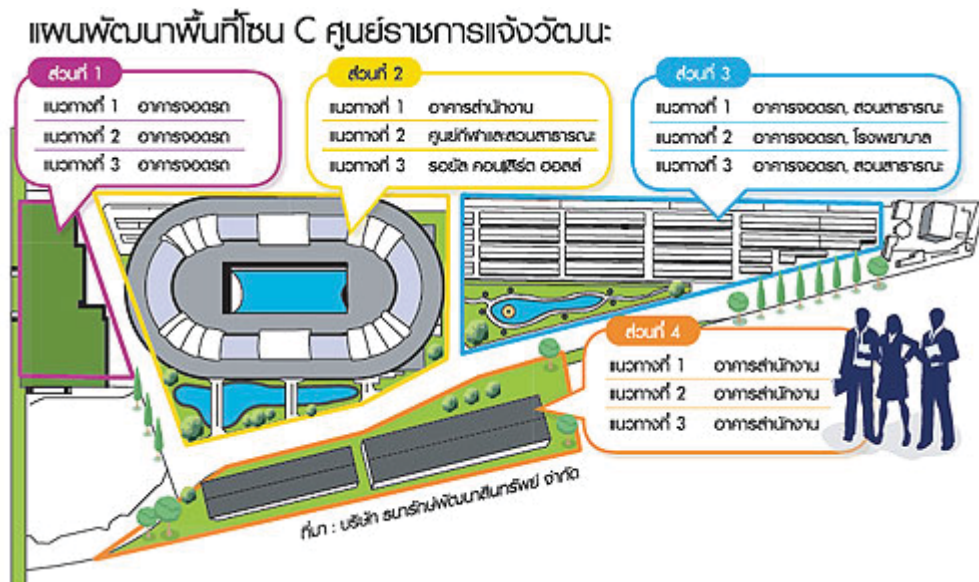 แผนพัฒนาพื้นที่โซน C ศูนย์ราชการแจ้งวัฒนะ
ส่วนที่ 1
แนวทางที่ 1 อาคารจอดรถ
แนวทางที่ 2 อาคารจอดรถ
แนวทางที่ 3 อาคารจอดรถ
ส่วนที่ 2
แนวทางที่ 1 อาคารสำนักงาน
แนวทางที่ 2 ศูนย์กีฬาและสวนสาธารณะ
แนวทางที่ 3 รอยัล คอนเสิร์ต ฮอลล์
ส่วนที่ 3
แนวทางที่ 1 อาคารจอดรถ, สวนสาธารณะ
แนวทางที่ 2 อาคารจอดรถ, โรงพยาบาล
แนวทางที่ 3 อาคารจอดรถ, สวนสาธารณะ
ส่วนที่ 4
แนวทางที่ 1 อาคารสำนักงาน
แนวทางที่ 2 อาคารสำนักงาน
แนวทางที่ 3 อาคารสำนักงาน
ที่มา : บริษัท ธนารักษ์พัฒนาสินทรัพย์ จำกัด